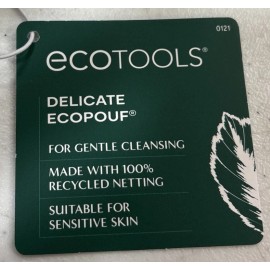 0121
ecoTOOLS®
DELICATE
ECOPOUF®
FOR GENTLE CLEANSING
MADE WITH 100%
RECYCLED NETTING
SUITABLE FOR
SENSITIVE SKIN